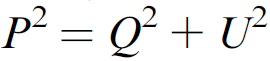 P² = Q² + U²